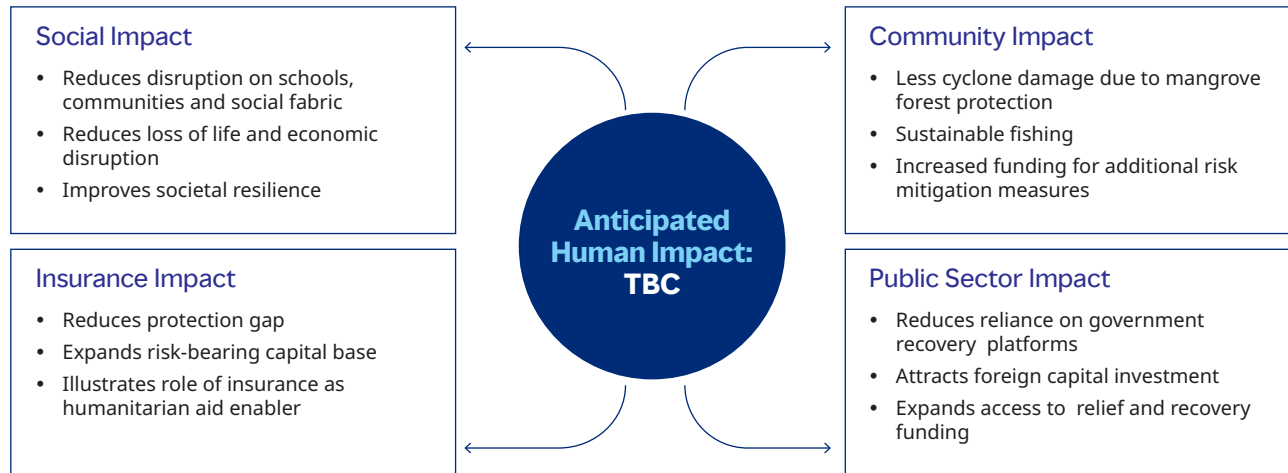 Social Impact
• Reduces disruption on schools,
communities and social fabric
• Reduces loss of life and economic
disruption
• Improves societal resilience
Community Impact
• Less cyclone damage due to mangrove
forest protection
• Sustainable fishing
• Increased funding for additional risk
mitigation measures
Anticipated
Human Impact:
TBC
Insurance Impact
• Reduces protection gap
• Expands risk-bearing capital base
• Illustrates role of insurance as
humanitarian aid enabler
Public Sector Impact
• Reduces reliance on government
recovery platforms
• Attracts foreign capital investment
• Expands access to relief and recovery
funding